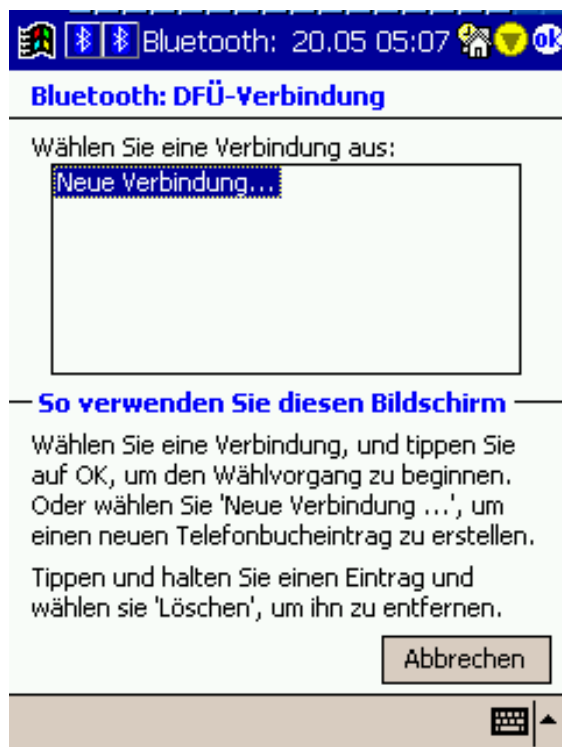 Bluetooth: 20.05 05:07 ok
Bluetooth: DFÜ-Verbindung
Wählen Sie eine Verbindung aus:
Neue Verbindung...
So verwenden Sie diesen Bildschirm
Wählen Sie eine Verbindung, und tippen Sie
auf OK, um den Wählvorgang zu beginnen.
Oder wählen Sie 'Neue Verbindung ...', um
einen neuen Telefonbucheintrag zu erstellen.
Tippen und halten Sie einen Eintrag und
wählen sie 'Löschen', um ihn zu entfernen.
Abbrechen